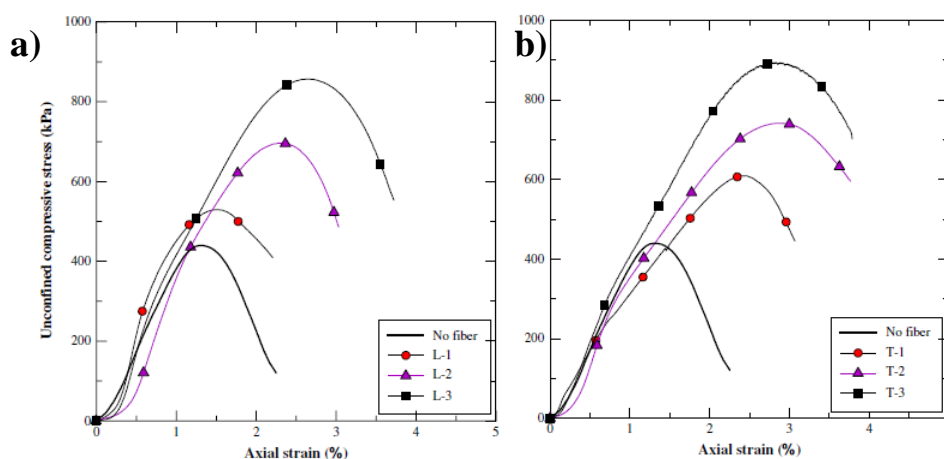 a)
Unconfined compressive stress (kPa)
1000
800
600
400
200
0
0 1 2 3 4 5
Axial strain (%)
No fiber
L-1
L-2
L-3
b)
1000
800
600
400
200
0
0 1 2 3 4
Axial strain (%)
No fiber
T-1
T-2
T-3